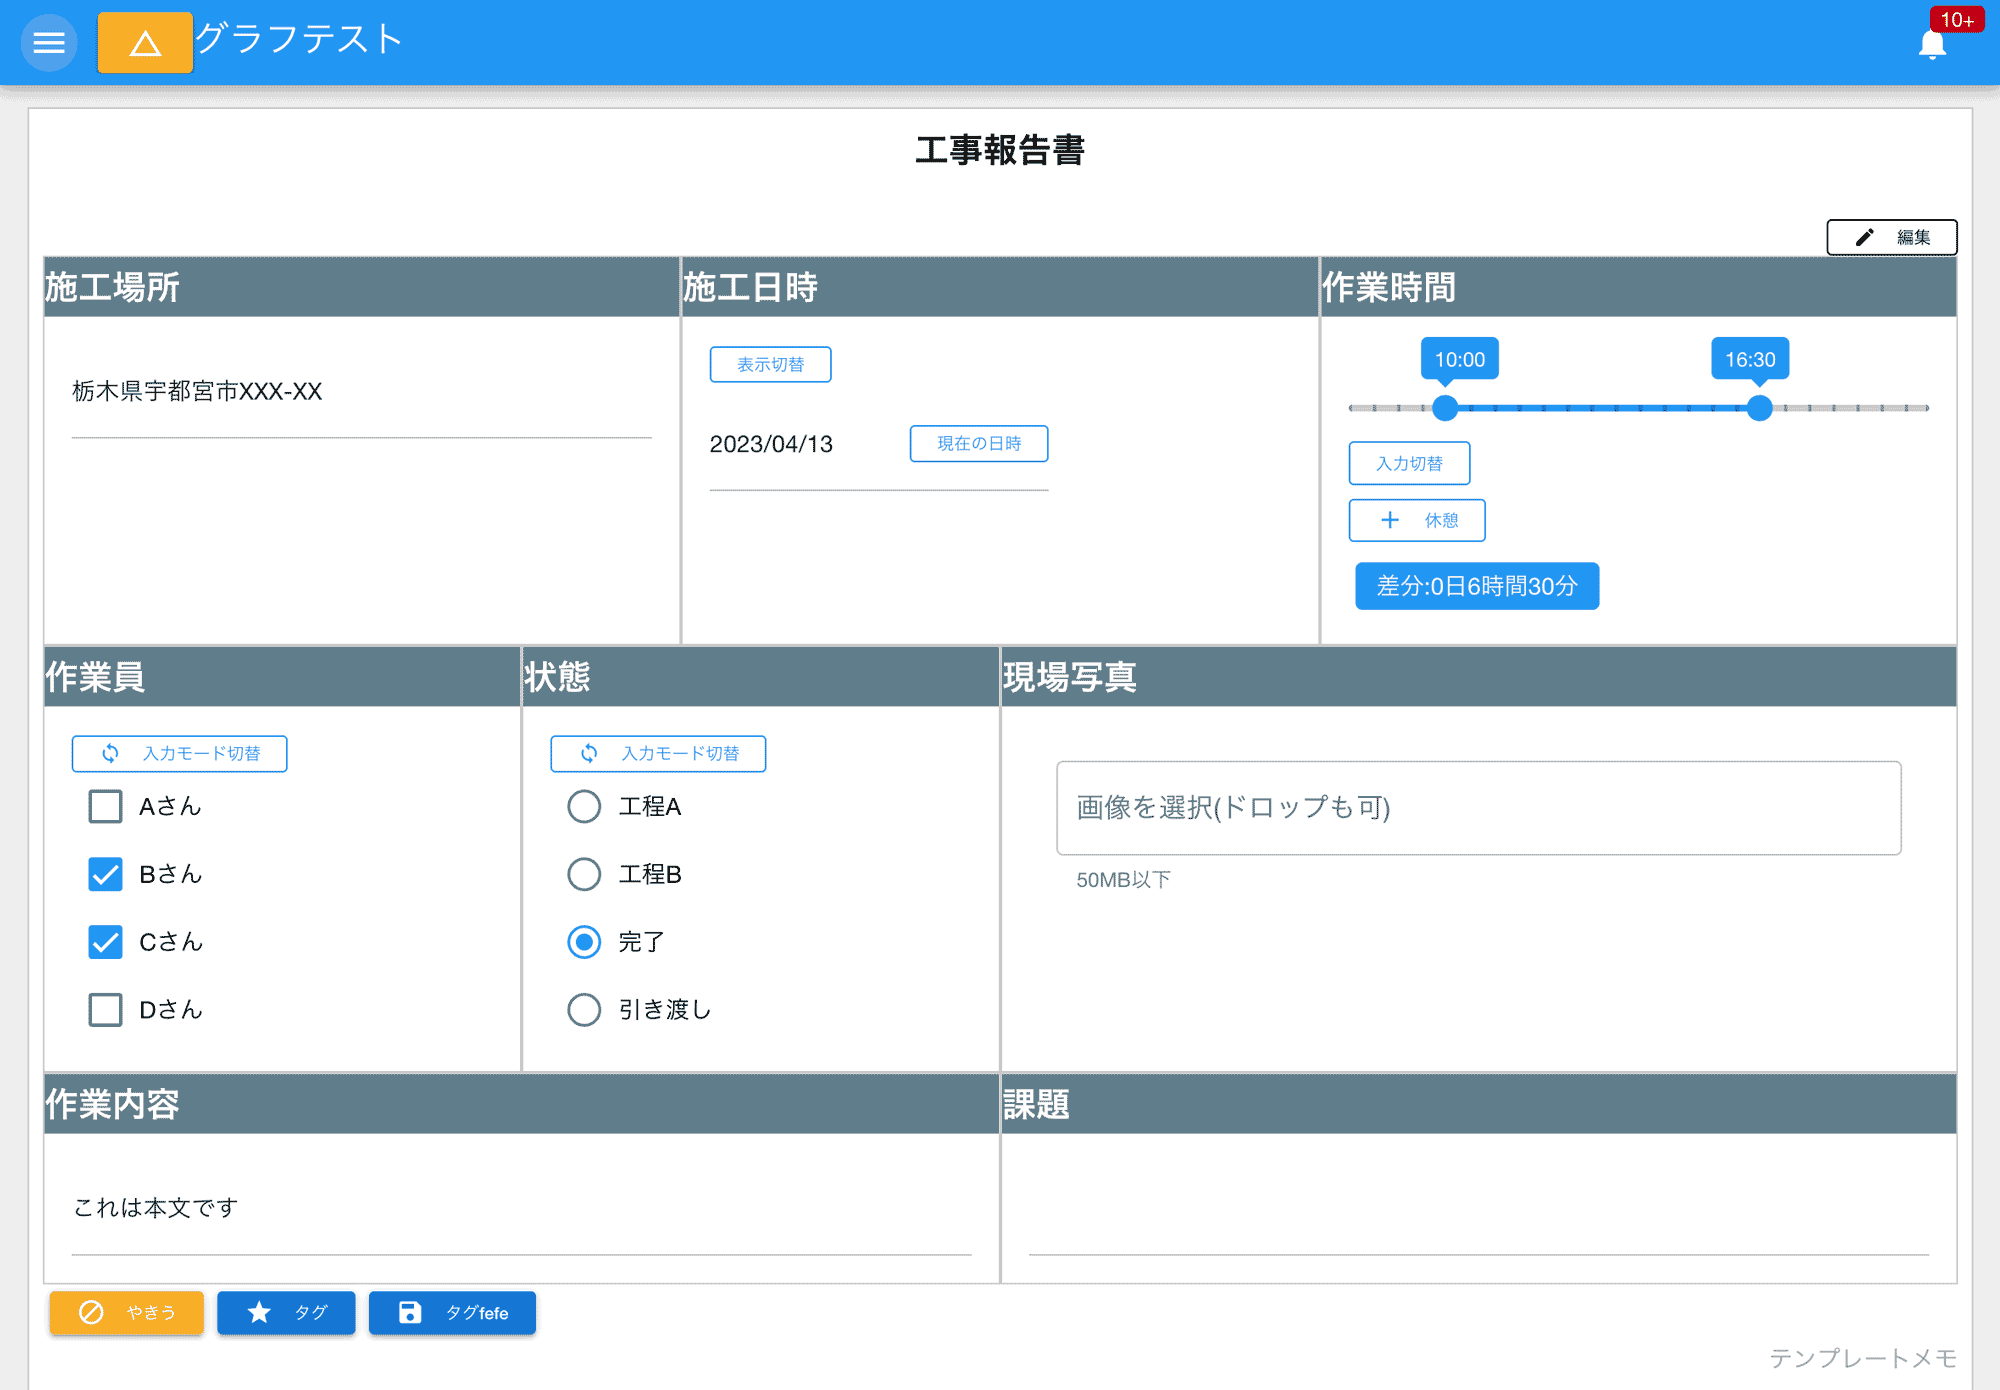 グラフテスト
10+
工事報告書
編集
施工場所
施工日時
作業時間
栃木県宇都宮市XXX-XX
表示切替
2023/04/13
現在の日時
10:00
16:30
入力切替
休憩
差分:0日6時間30分
作業員
状態
現場写真
入力モード切替
Aさん
Bさん
Cさん
Dさん
入力モード切替
工程A
工程B
完了
引き渡し
画像を選択(ドロップも可)
50MB以下
作業内容
課題
これは本文です
やきう
タグ
タグfefe
テンプレートメモ